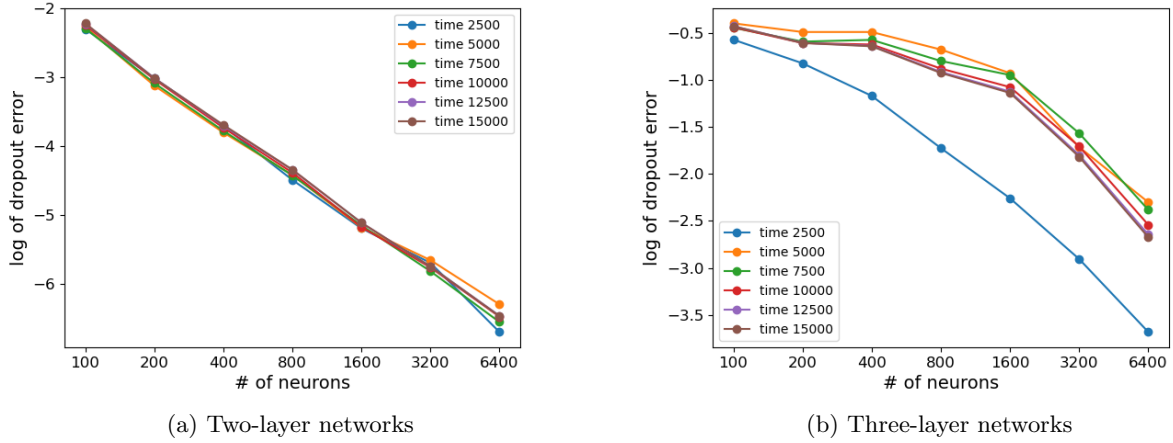 −2
−3
−4
−5
−6
100 200 400 800 1600 3200 6400
# of neurons
log of dropout error
time 2500
time 5000
time 7500
time 10000
time 12500
time 15000
(a) Two-layer networks
−0.5
−1.0
−1.5
−2.0
−2.5
−3.0
−3.5
100 200 400 800 1600 3200 6400
# of neurons
log of dropout error
time 2500
time 5000
time 7500
time 10000
time 12500
time 15000
(b) Three-layer networks